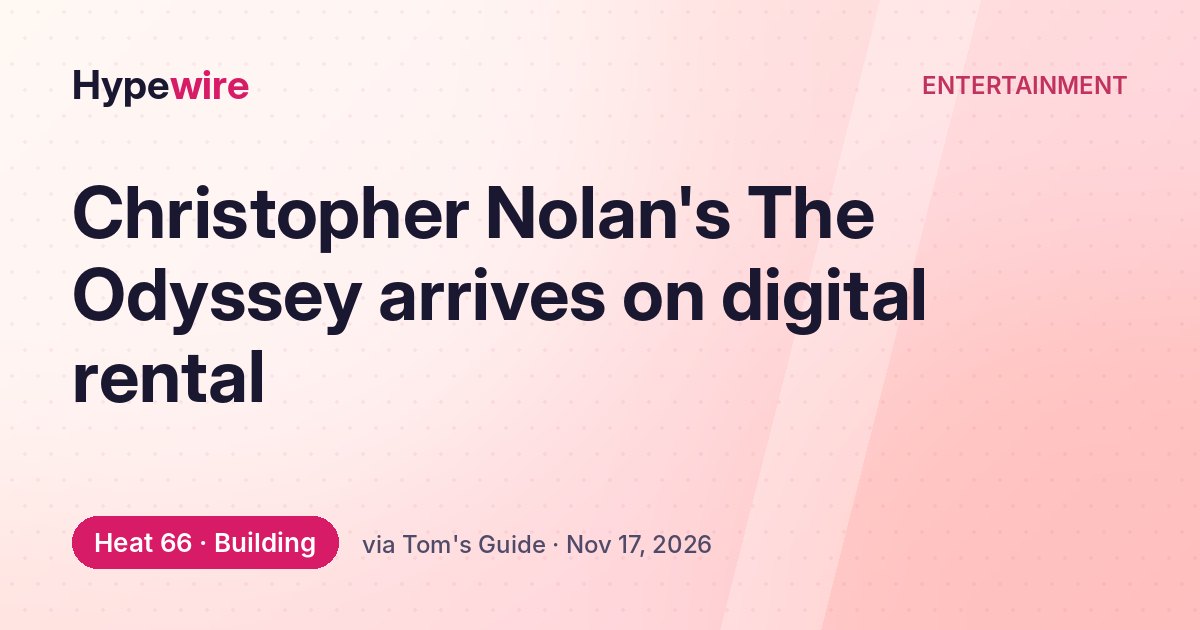 Hypewire
ENTERTAINMENT
Christopher Nolan's The
Odyssey arrives on digital
rental
Heat 66 · Building
via Tom's Guide · Nov 17, 2026